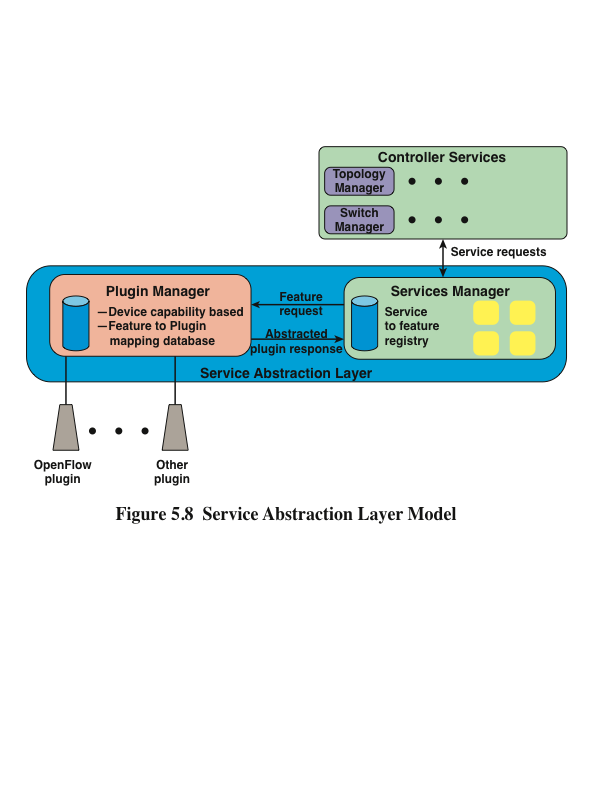 Controller Services
Topology
Manager
Switch
Manager
Service requests
Plugin Manager
—Device capability based
—Feature to Plugin
mapping database
Feature
request
Abstracted
plugin response
Services Manager
Service
to feature
registry
Service Abstraction Layer
OpenFlow
plugin
Other
plugin
Figure 5.8 Service Abstraction Layer Model